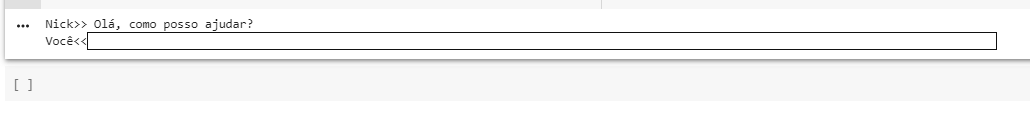 ••• Nick>> Olá, como posso ajudar?
Você<<
[ ]